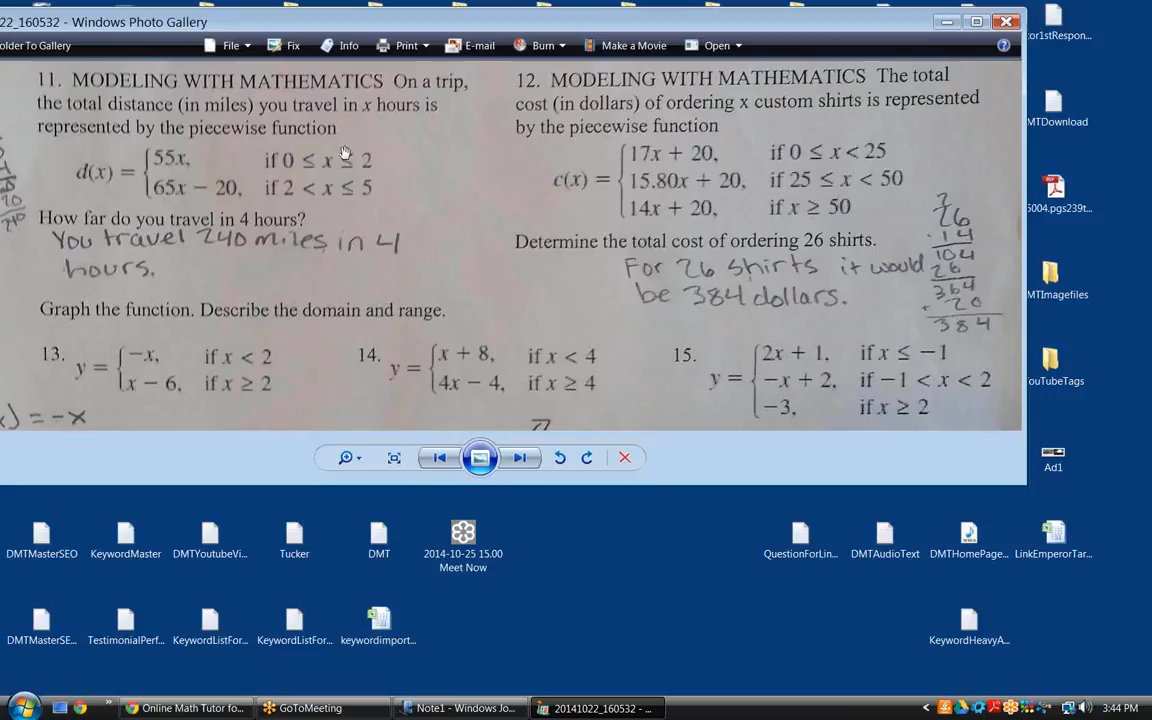 22_160532 - Windows Photo Gallery
older To Gallery
File
Fix
Info
Print
E-mail
Burn
Make a Movie
Open
11. MODELING WITH MATHEMATICS On a trip,
the total distance (in miles) you travel in x hours is
represented by the piecewise function
d(x) = { 55x, if 0 ≤ x ≤ 2
65x − 20, if 2 < x ≤ 5
How far do you travel in 4 hours?
You travel 240 miles in 4
hours.
12. MODELING WITH MATHEMATICS The total
cost (in dollars) of ordering x custom shirts is represented
by the piecewise function
c(x) = { 17x + 20, if 0 ≤ x < 25
15.80x + 20, if 25 ≤ x < 50
14x + 20, if x ≥ 50
Determine the total cost of ordering 26 shirts.
For 26 shirts it would
be 384 dollars.
26
· 14
104
26
364
+ 20
384
Graph the function. Describe the domain and range.
13. y = { −x, if x < 2
x − 6, if x ≥ 2
14. y = { x + 8, if x < 4
4x − 4, if x ≥ 4
15. y = { 2x + 1, if x ≤ −1
−x + 2, if −1 < x < 2
−3, if x ≥ 2
) = −x
tor1stRespon...
MTDownload
5004.pgs239t...
MTImagefiles
ouTubeTags
Ad1
DMTMasterSEO
KeywordMaster
DMTYoutubeVi...
Tucker
DMT
2014-10-25 15.00
Meet Now
QuestionForLin...
DMTAudioText
DMTHomePage...
LinkEmperorTar...
DMTMasterSE...
TestimonialPerf...
KeywordListFor...
KeywordListFor...
keywordimport...
KeywordHeavyA...
Online Math Tutor fo...
GoToMeeting
Note1 - Windows Jo...
20141022_160532 - ...
3:44 PM